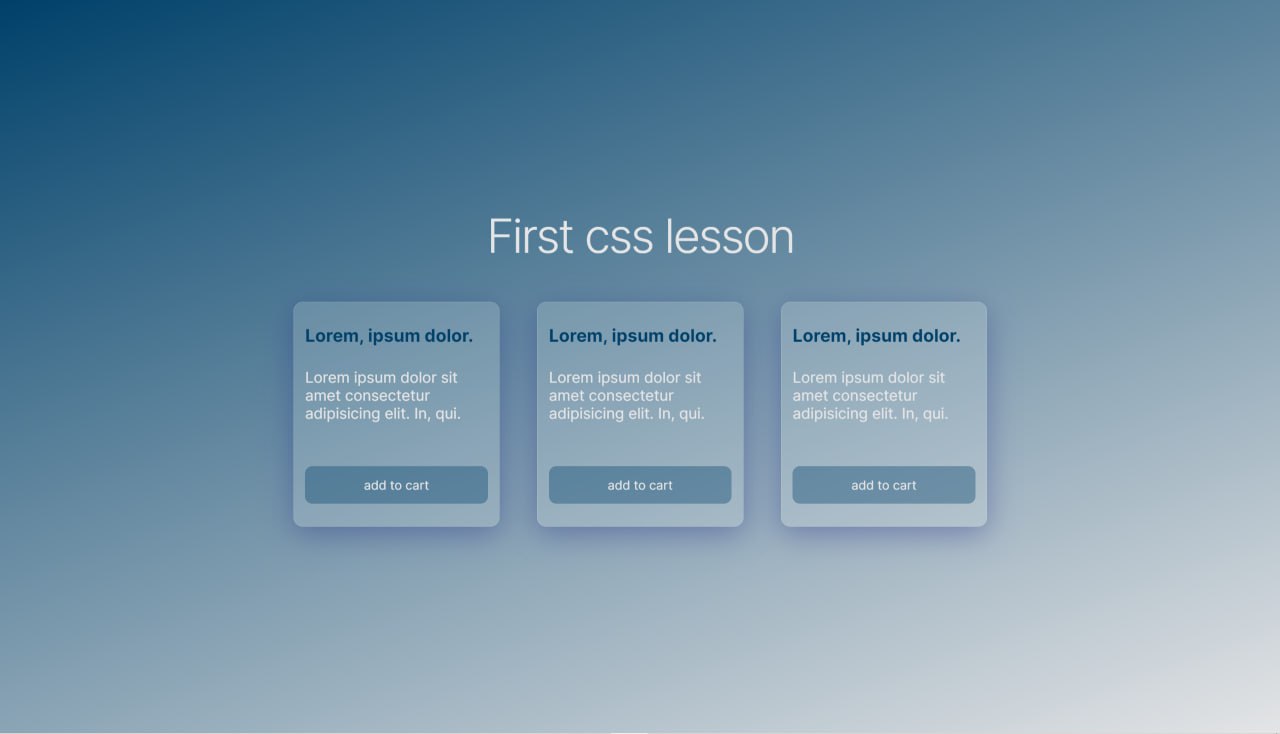 First css lesson
Lorem, ipsum dolor.
Lorem ipsum dolor sit
amet consectetur
adipisicing elit. In, qui.
add to cart
Lorem, ipsum dolor.
Lorem ipsum dolor sit
amet consectetur
adipisicing elit. In, qui.
add to cart
Lorem, ipsum dolor.
Lorem ipsum dolor sit
amet consectetur
adipisicing elit. In, qui.
add to cart